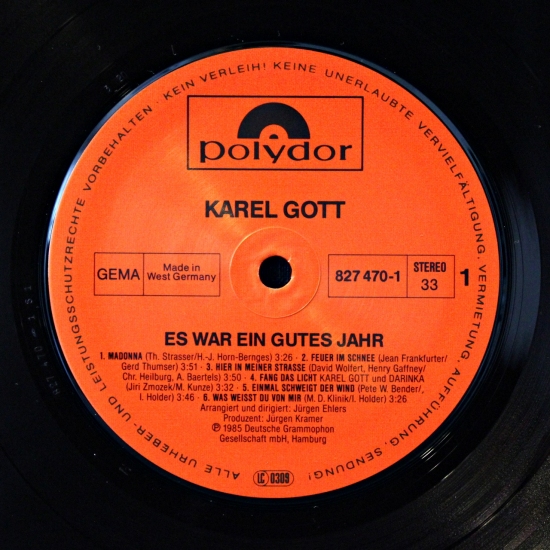 ALLE URHEBER- UND LEISTUNGSSCHUTZRECHTE VORBEHALTEN · KEIN VERLEIH! KEINE UNERLAUBTE VERVIELFÄLTIGUNG, VERMIETUNG, AUFFÜHRUNG, SENDUNG!
polydor
KAREL GOTT
GEMA
Made in
West Germany
827 470-1
STEREO
33
1
ES WAR EIN GUTES JAHR
1. MADONNA (Th. Strasser/H.-J. Horn-Bernges) 3:26 · 2. FEUER IM SCHNEE (Jean Frankfurter/
Gerd Thumser) 3:51 · 3. HIER IN MEINER STRASSE (David Wolfert, Henry Gaffney/
Chr. Heilburg, A. Baertels) 3:50 · 4. FANG DAS LICHT KAREL GOTT und DARINKA
(Jiri Zmozek/M. Kunze) 3:32 · 5. EINMAL SCHWEIGT DER WIND (Pete W. Bender/,
I. Holder) 3:46 · 6. WAS WEISST DU VON MIR (M. D. Klinik/I. Holder) 3:26
Arrangiert und dirigiert: Jürgen Ehlers
Produzent: Jürgen Kramer
℗ 1985 Deutsche Grammophon
Gesellschaft mbH, Hamburg
LC 0309